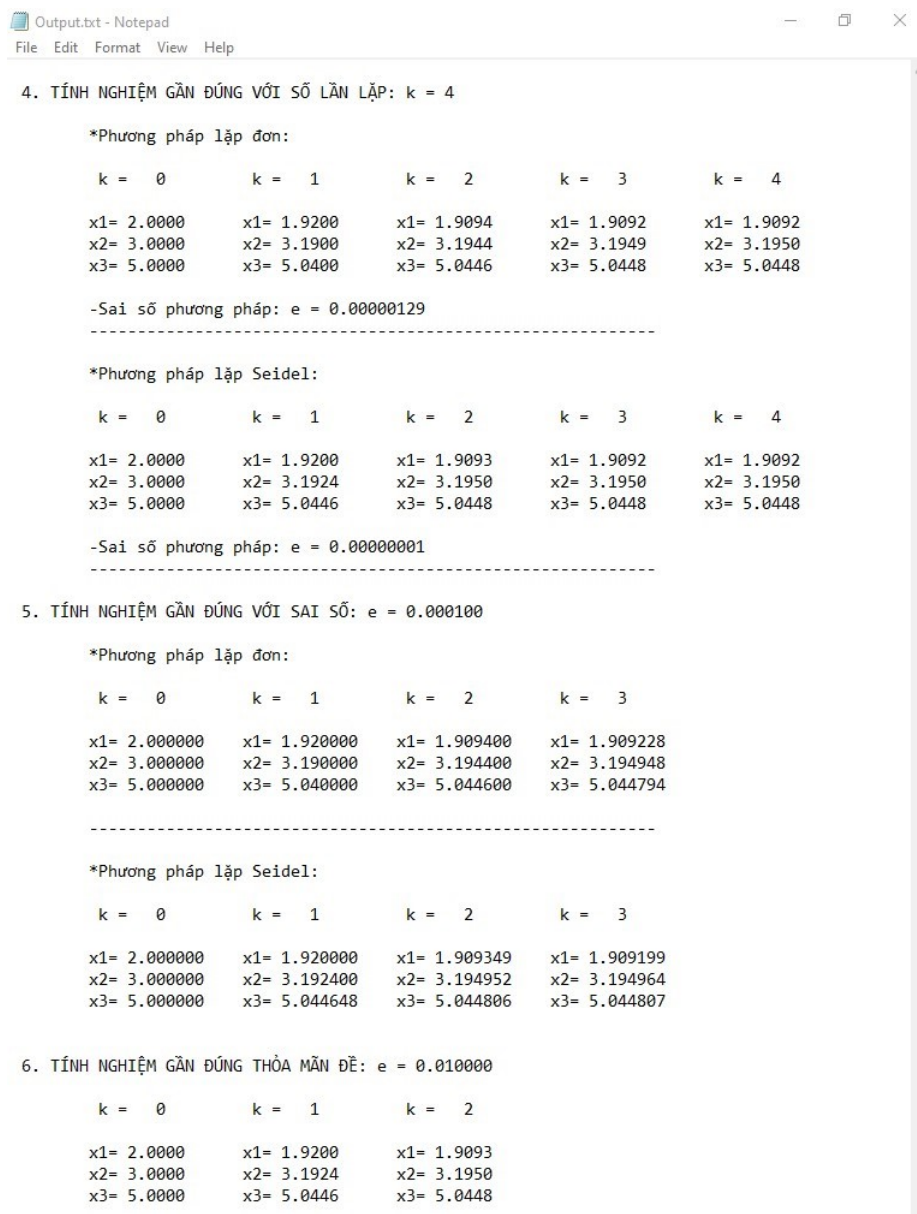 Output.txt - Notepad
File Edit Format View Help
4. TÍNH NGHIỆM GẦN ĐÚNG VỚI SỐ LẦN LẶP: k = 4
*Phương pháp lặp đơn:
k = 0 k = 1 k = 2 k = 3 k = 4
x1= 2.0000 x1= 1.9200 x1= 1.9094 x1= 1.9092 x1= 1.9092
x2= 3.0000 x2= 3.1900 x2= 3.1944 x2= 3.1949 x2= 3.1950
x3= 5.0000 x3= 5.0400 x3= 5.0446 x3= 5.0448 x3= 5.0448
-Sai số phương pháp: e = 0.00000129
-----------------------------------------------------------
*Phương pháp lặp Seidel:
k = 0 k = 1 k = 2 k = 3 k = 4
x1= 2.0000 x1= 1.9200 x1= 1.9093 x1= 1.9092 x1= 1.9092
x2= 3.0000 x2= 3.1924 x2= 3.1950 x2= 3.1950 x2= 3.1950
x3= 5.0000 x3= 5.0446 x3= 5.0448 x3= 5.0448 x3= 5.0448
-Sai số phương pháp: e = 0.00000001
-----------------------------------------------------------
5. TÍNH NGHIỆM GẦN ĐÚNG VỚI SAI SỐ: e = 0.000100
*Phương pháp lặp đơn:
k = 0 k = 1 k = 2 k = 3
x1= 2.000000 x1= 1.920000 x1= 1.909400 x1= 1.909228
x2= 3.000000 x2= 3.190000 x2= 3.194400 x2= 3.194948
x3= 5.000000 x3= 5.040000 x3= 5.044600 x3= 5.044794
-----------------------------------------------------------
*Phương pháp lặp Seidel:
k = 0 k = 1 k = 2 k = 3
x1= 2.000000 x1= 1.920000 x1= 1.909349 x1= 1.909199
x2= 3.000000 x2= 3.192400 x2= 3.194952 x2= 3.194964
x3= 5.000000 x3= 5.044648 x3= 5.044806 x3= 5.044807
6. TÍNH NGHIỆM GẦN ĐÚNG THỎA MÃN ĐỀ: e = 0.010000
k = 0 k = 1 k = 2
x1= 2.0000 x1= 1.9200 x1= 1.9093
x2= 3.0000 x2= 3.1924 x2= 3.1950
x3= 5.0000 x3= 5.0446 x3= 5.0448